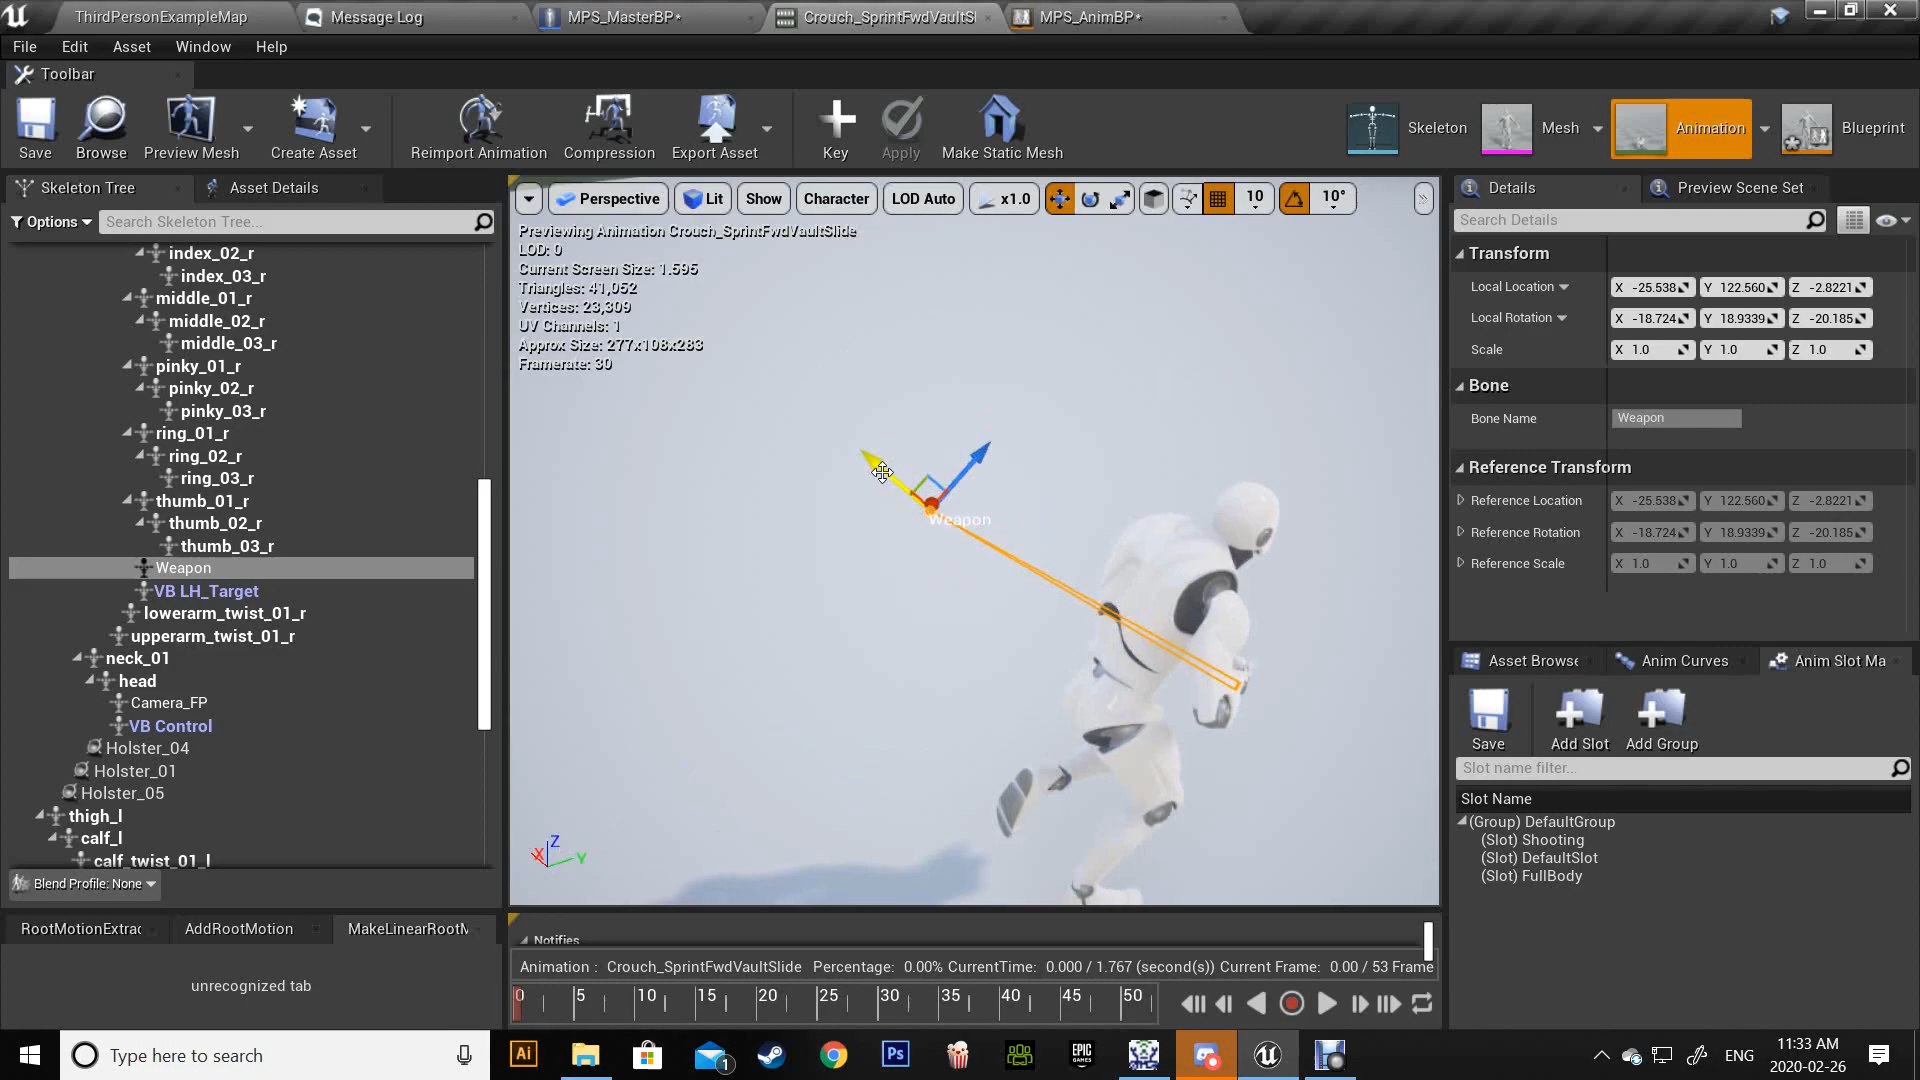 ThirdPersonExampleMap
Message Log
MPS_MasterBP*
Crouch_SprintFwdVaultSl
MPS_AnimBP*
File Edit Asset Window Help
Toolbar
Save
Browse
Preview Mesh
Create Asset
Reimport Animation
Compression
Export Asset
Key
Apply
Make Static Mesh
Skeleton
Mesh
Animation
Blueprint
Skeleton Tree
Asset Details
Options
Search Skeleton Tree...
index_02_r
index_03_r
middle_01_r
middle_02_r
middle_03_r
pinky_01_r
pinky_02_r
pinky_03_r
ring_01_r
ring_02_r
ring_03_r
thumb_01_r
thumb_02_r
thumb_03_r
Weapon
VB LH_Target
lowerarm_twist_01_r
upperarm_twist_01_r
neck_01
head
Camera_FP
VB Control
Holster_04
Holster_01
Holster_05
thigh_l
calf_l
calf_twist_01_l
Blend Profile: None
RootMotionExtrac
AddRootMotion
MakeLinearRootM
unrecognized tab
Perspective
Lit
Show
Character
LOD Auto
x1.0
10
10°
Previewing Animation Crouch_SprintFwdVaultSlide
LOD: 0
Current Screen Size: 1.595
Triangles: 41,052
Vertices: 23,309
UV Channels: 1
Approx Size: 277x108x283
Framerate: 30
Weapon
X Z Y
Notifies
Animation : Crouch_SprintFwdVaultSlide Percentage: 0.00% CurrentTime: 0.000 / 1.767 (second(s)) Current Frame: 0.00 / 53 Frame
0 5 10 15 20 25 30 35 40 45 50
Details
Preview Scene Set
Search Details
Transform
Local Location X -25.538 Y 122.560 Z -2.8221
Local Rotation X -18.724 Y 18.9339 Z -20.185
Scale X 1.0 Y 1.0 Z 1.0
Bone
Bone Name Weapon
Reference Transform
Reference Location X -25.538 Y 122.560 Z -2.8221
Reference Rotation X -18.724 Y 18.9339 Z -20.185
Reference Scale X 1.0 Y 1.0 Z 1.0
Asset Browse
Anim Curves
Anim Slot Ma
Save
Add Slot
Add Group
Slot name filter...
Slot Name
(Group) DefaultGroup
(Slot) Shooting
(Slot) DefaultSlot
(Slot) FullBody
Type here to search
Ai
1
Ps
EPIC GAMES
ENG
11:33 AM
2020-02-26